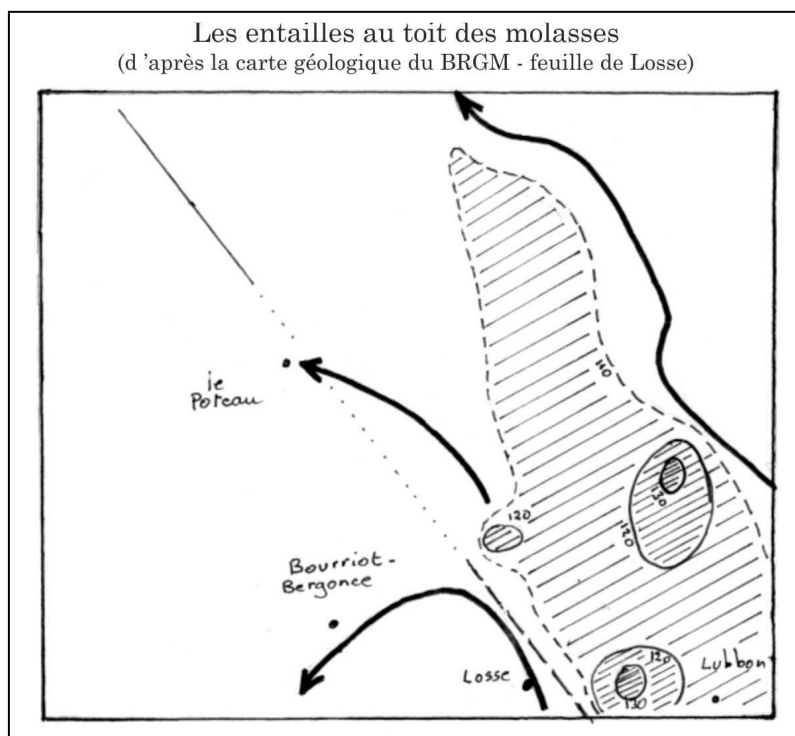 Les entailles au toit des molasses
(d ’après la carte géologique du BRGM - feuille de Losse)
le
Poteau
110
120
130
120
Bourriot-
Bergonce
Losse
120
Lubbon
130